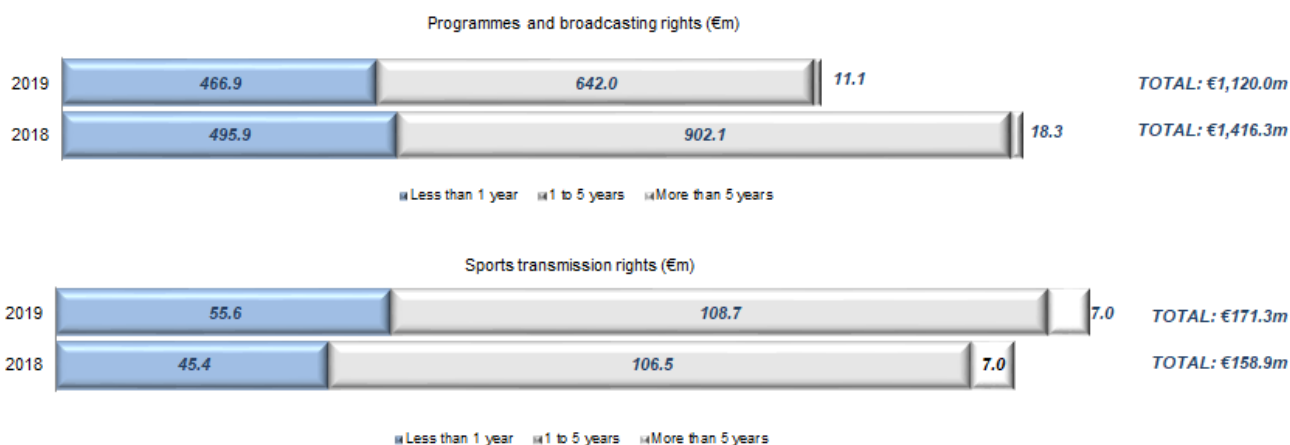 Programmes and broadcasting rights (€m)
2019 466.9 642.0 11.1 TOTAL: €1,120.0m
2018 495.9 902.1 18.3 TOTAL: €1,416.3m
Less than 1 year 1 to 5 years More than 5 years
Sports transmission rights (€m)
2019 55.6 108.7 7.0 TOTAL: €171.3m
2018 45.4 106.5 7.0 TOTAL: €158.9m
Less than 1 year 1 to 5 years More than 5 years